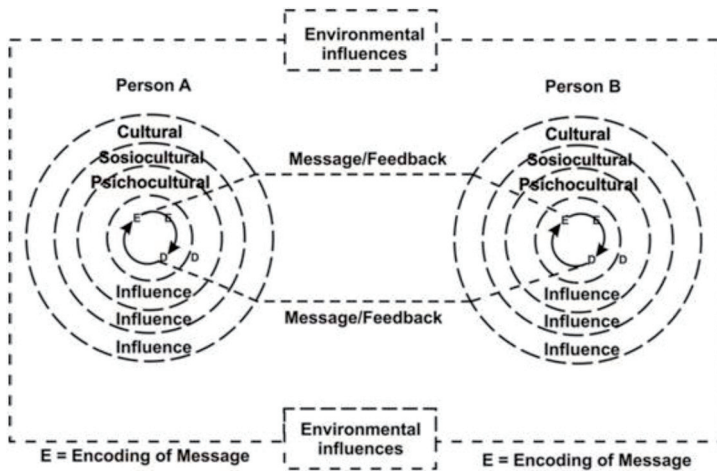 Environmental
influences
Person A
Person B
Cultural
Sosiocultural
Psichocultural
E E
D D
Influence
Influence
Influence
Message/Feedback
Message/Feedback
Cultural
Sosiocultural
Psichocultural
E E
D D
Influence
Influence
Influence
Environmental
influences
E = Encoding of Message
E = Encoding of Message